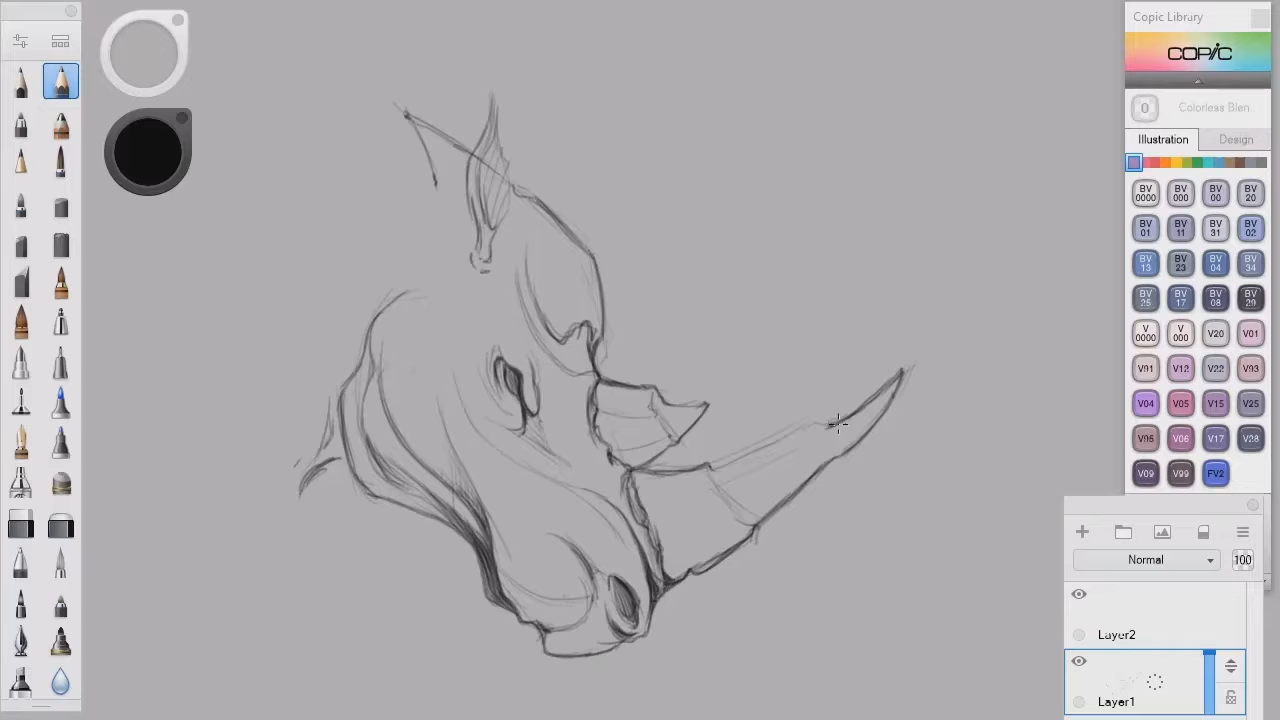 Copic Library
COPIC
0 Colorless Blen
Illustration Design
BV 0000 BV 000 BV 00 BV 20
BV 01 BV 11 BV 31 BV 02
BV 13 BV 23 BV 04 BV 34
BV 25 BV 17 BV 08 BV 29
V 0000 V 000 V20 V01
V91 V12 V22 V93
V04 V05 V15 V25
V95 V06 V17 V28
V09 V99 FV2
Normal 100
Layer2
Layer1